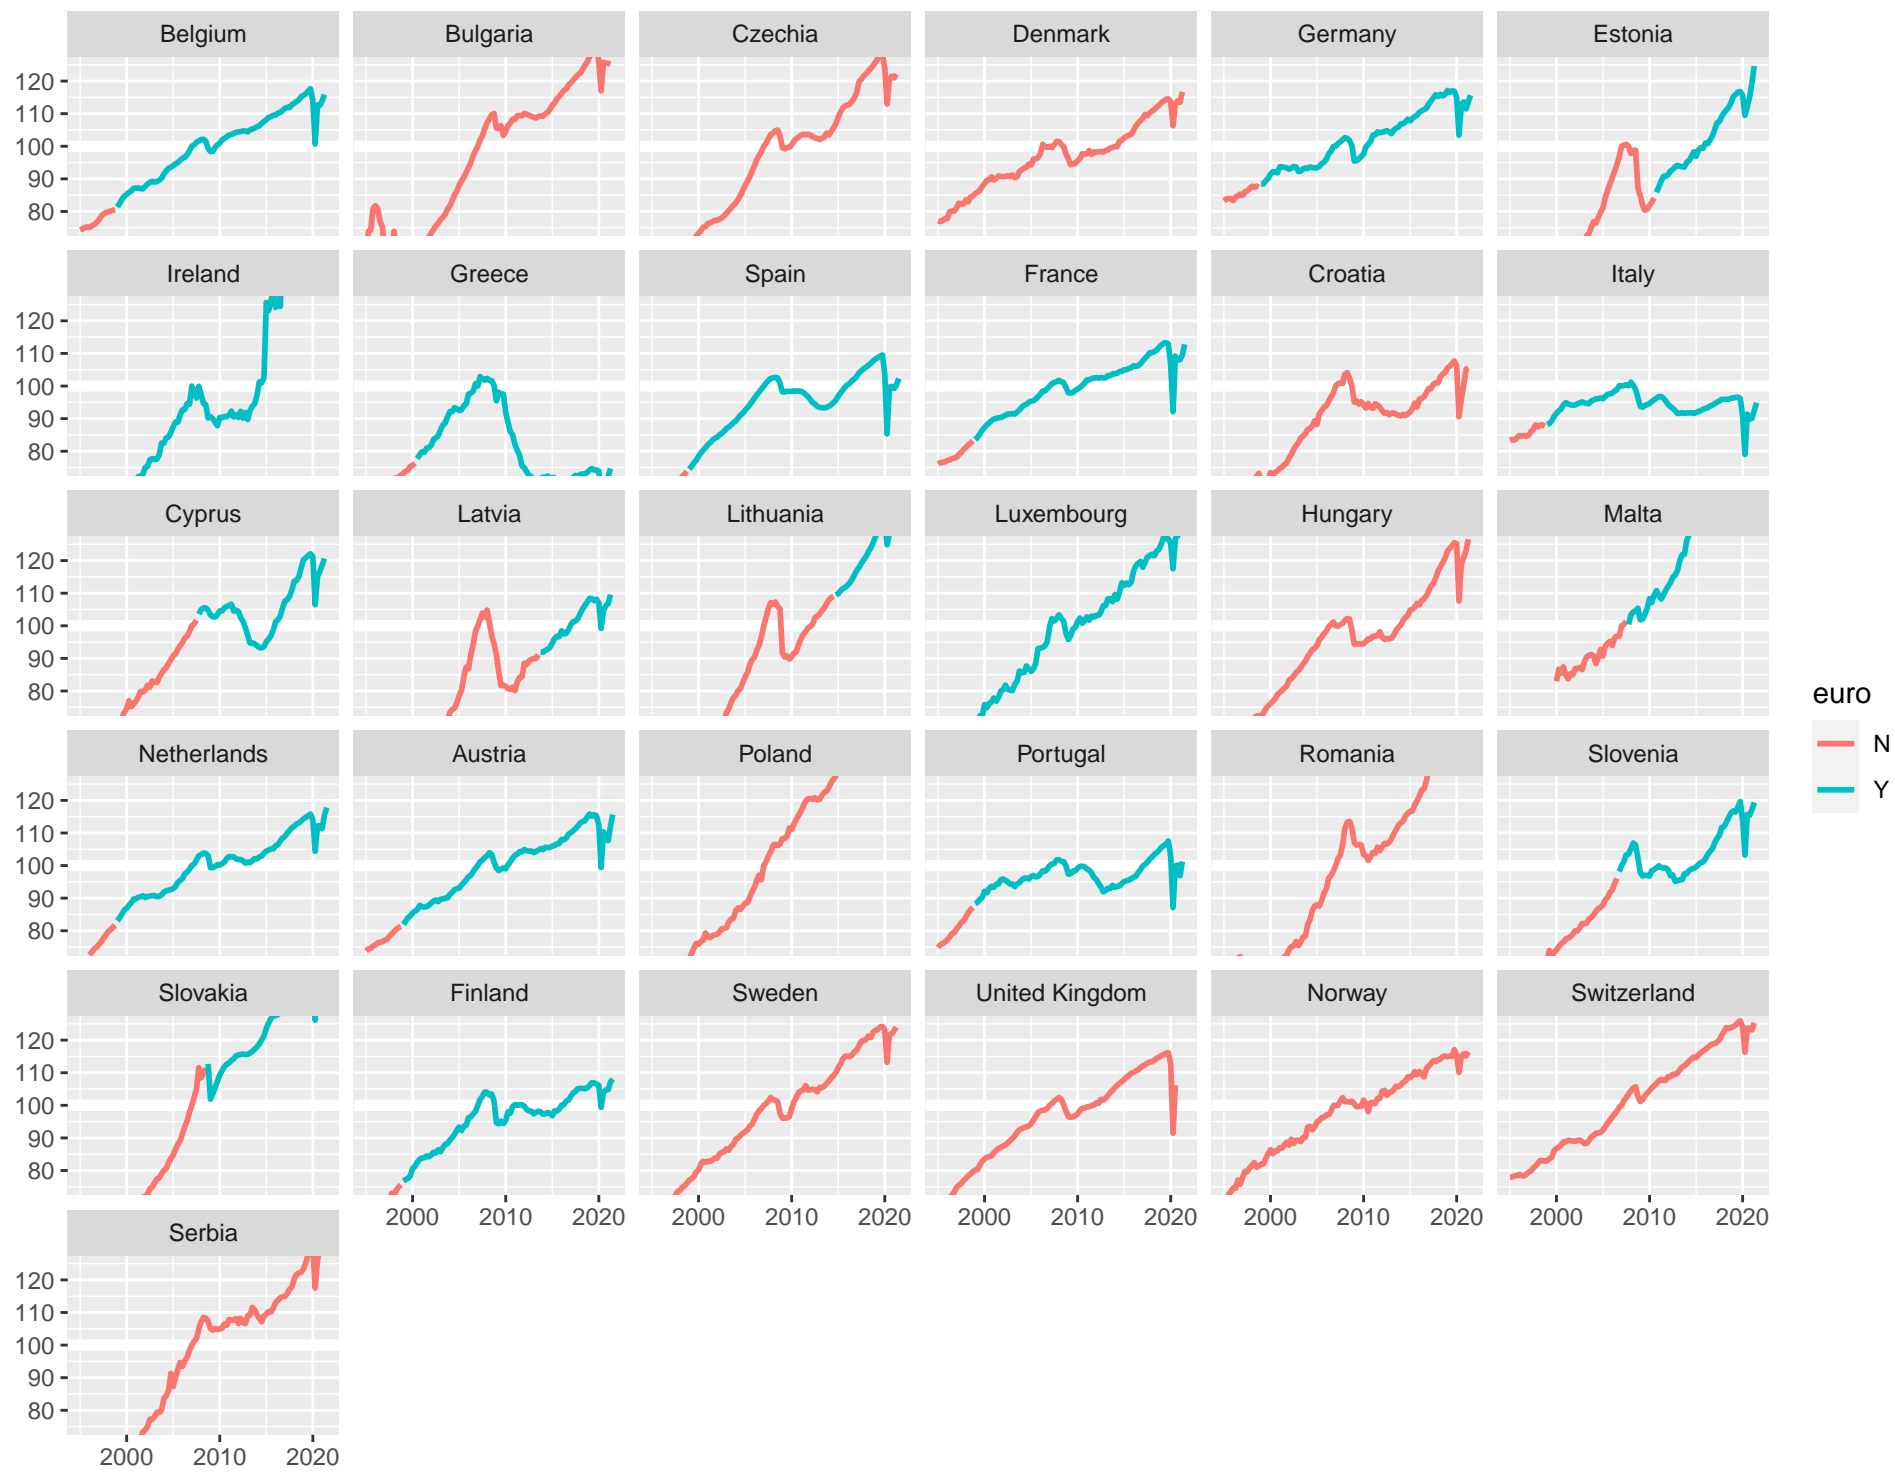 Belgium Bulgaria Czechia Denmark Germany Estonia
120
110
100
90
80
Ireland Greece Spain France Croatia Italy
120
110
100
90
80
Cyprus Latvia Lithuania Luxembourg Hungary Malta
120
110
100
90
80
euro
N
Y
Netherlands Austria Poland Portugal Romania Slovenia
120
110
100
90
80
Slovakia Finland Sweden United Kingdom Norway Switzerland
120
110
100
90
80
2000 2010 2020 2000 2010 2020 2000 2010 2020 2000 2010 2020 2000 2010 2020
Serbia
120
110
100
90
80
2000 2010 2020